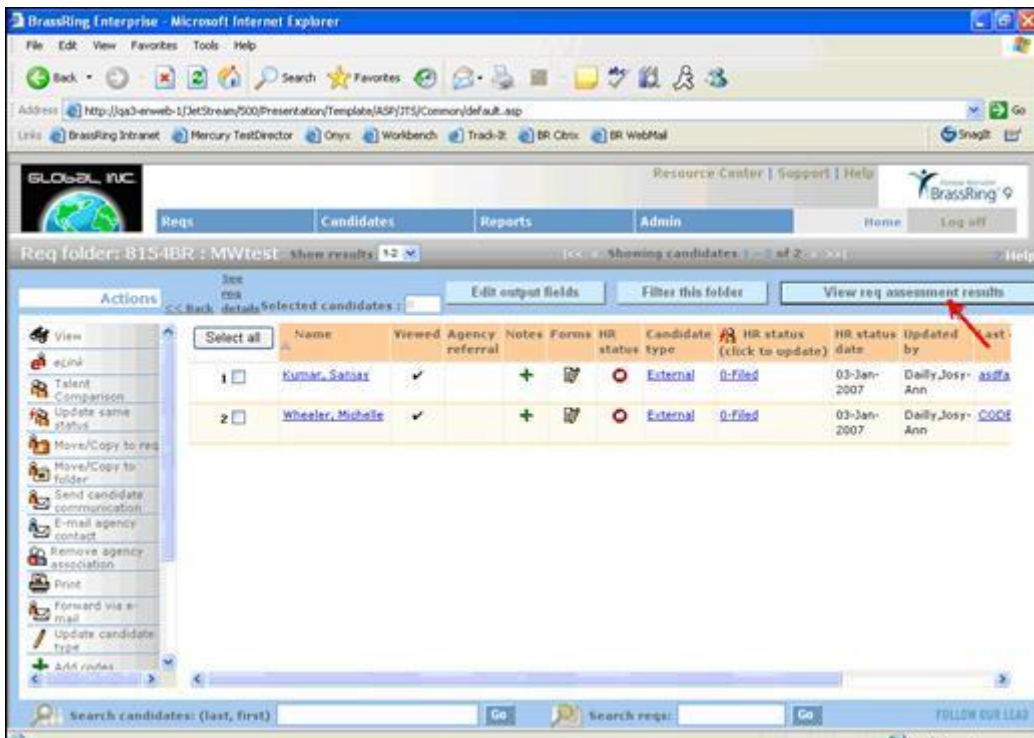 BrassRing Enterprise - Microsoft Internet Explorer
File Edit View Favorites Tools Help
Back Search Favorites
Address http://qa3-enweb-1/JetStream/500/Presentation/Template/ASP/JTS/Common/default.asp Go
Links BrassRing Intranet Mercury TestDirector Onyx Workbench Track-It BR Citrix BR WebMail SnagIt
GLOBAL, INC. Resource Center | Support | Help
BrassRing 9
Reqs Candidates Reports Admin Home Log off
Req folder: 8154BR : MWtest Show results 1-2 Showing candidates 1 - 2 of 2 Help
Actions << Back See req details Selected candidates : Edit output fields Filter this folder View req assessment results
Select all Name Viewed Agency referral Notes Forms HR status Candidate type HR status (click to update) HR status date Updated by Last
1 Kumar, Sanjay External 0-Filed 03-Jan-2007 Dailly, Josy-Ann asdfa
2 Wheeler, Michelle External 0-Filed 03-Jan-2007 Dailly, Josy-Ann CODE
View
eLink
Talent Comparison
Update same status
Move/Copy to req
Move/Copy to folder
Send candidate communication
E-mail agency contact
Remove agency association
Print
Forward via e-mail
Update candidate type
Add codes
Search candidates: (last, first) Go Search reqs: Go FOLLOW OUR LEAD